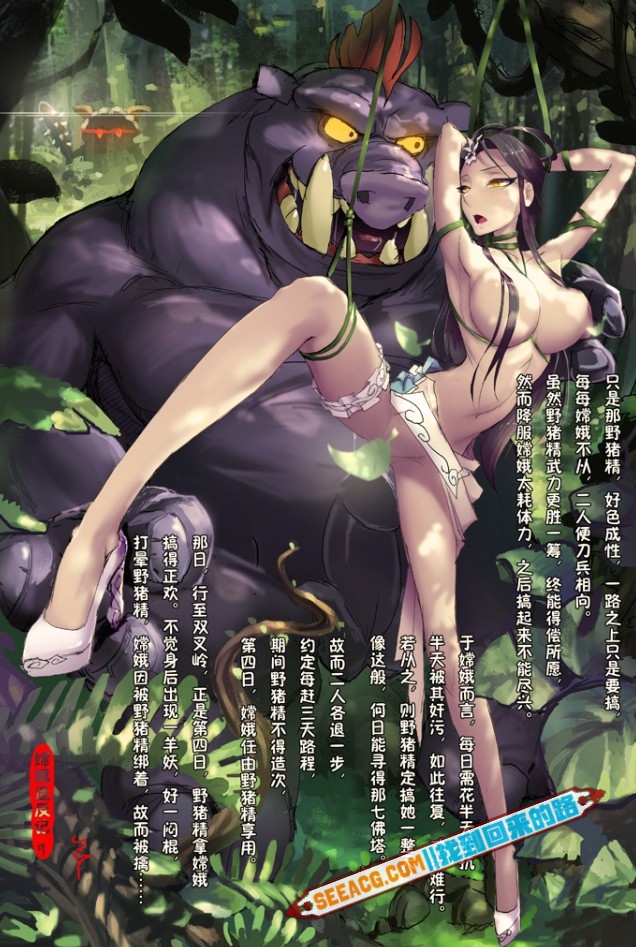 只是那野猪精，好色成性，一路之上只是要搞，
每每嫦娥不从，二人便刀兵相向。
虽然野猪精武力更胜一筹，终能得偿所愿，
然而降服嫦娥太耗体力，之后搞起来不能尽兴。
于嫦娥而言，每日需花半天
半天被其奸污，如此往复，
难行。
若从之，则野猪精定搞她一整
像这般，何日能寻得那七佛塔。
故而二人各退一步，
约定每赶三天路程，
期间野猪精不得造次，
第四日，嫦娥任由野猪精享用。
那日，行至双叉岭，正是第四日，野猪精拿嫦娥
搞得正欢。不觉身后出现一羊妖，好一闷棍，
打晕野猪精，嫦娥因被野猪精绑着，故而被擒……
SEEACG.COM||找到回来的路